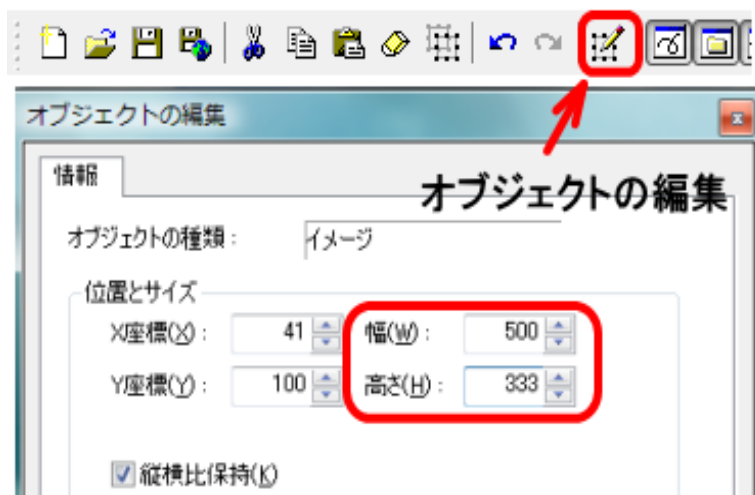 オブジェクトの編集
オブジェクトの編集
情報
オブジェクトの種類： イメージ
位置とサイズ
X座標(X)： 41 幅(W)： 500
Y座標(Y)： 100 高さ(H)： 333
縦横比保持(K)